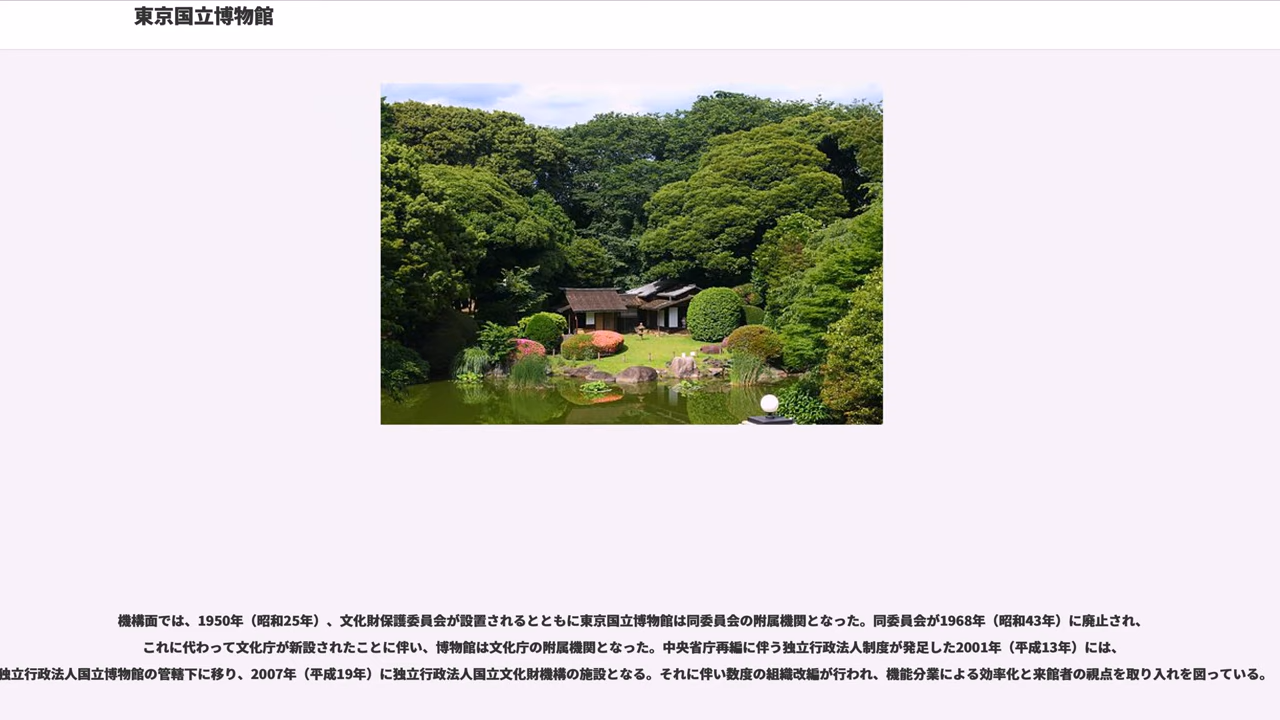 東京国立博物館
機構面では、1950年（昭和25年）、文化財保護委員会が設置されるとともに東京国立博物館は同委員会の附属機関となった。同委員会が1968年（昭和43年）に廃止され、
これに代わって文化庁が新設されたことに伴い、博物館は文化庁の附属機関となった。中央省庁再編に伴う独立行政法人制度が発足した2001年（平成13年）には、
独立行政法人国立博物館の管轄下に移り、2007年（平成19年）に独立行政法人国立文化財機構の施設となる。それに伴い数度の組織改編が行われ、機能分業による効率化と来館者の視点を取り入れを図っている。